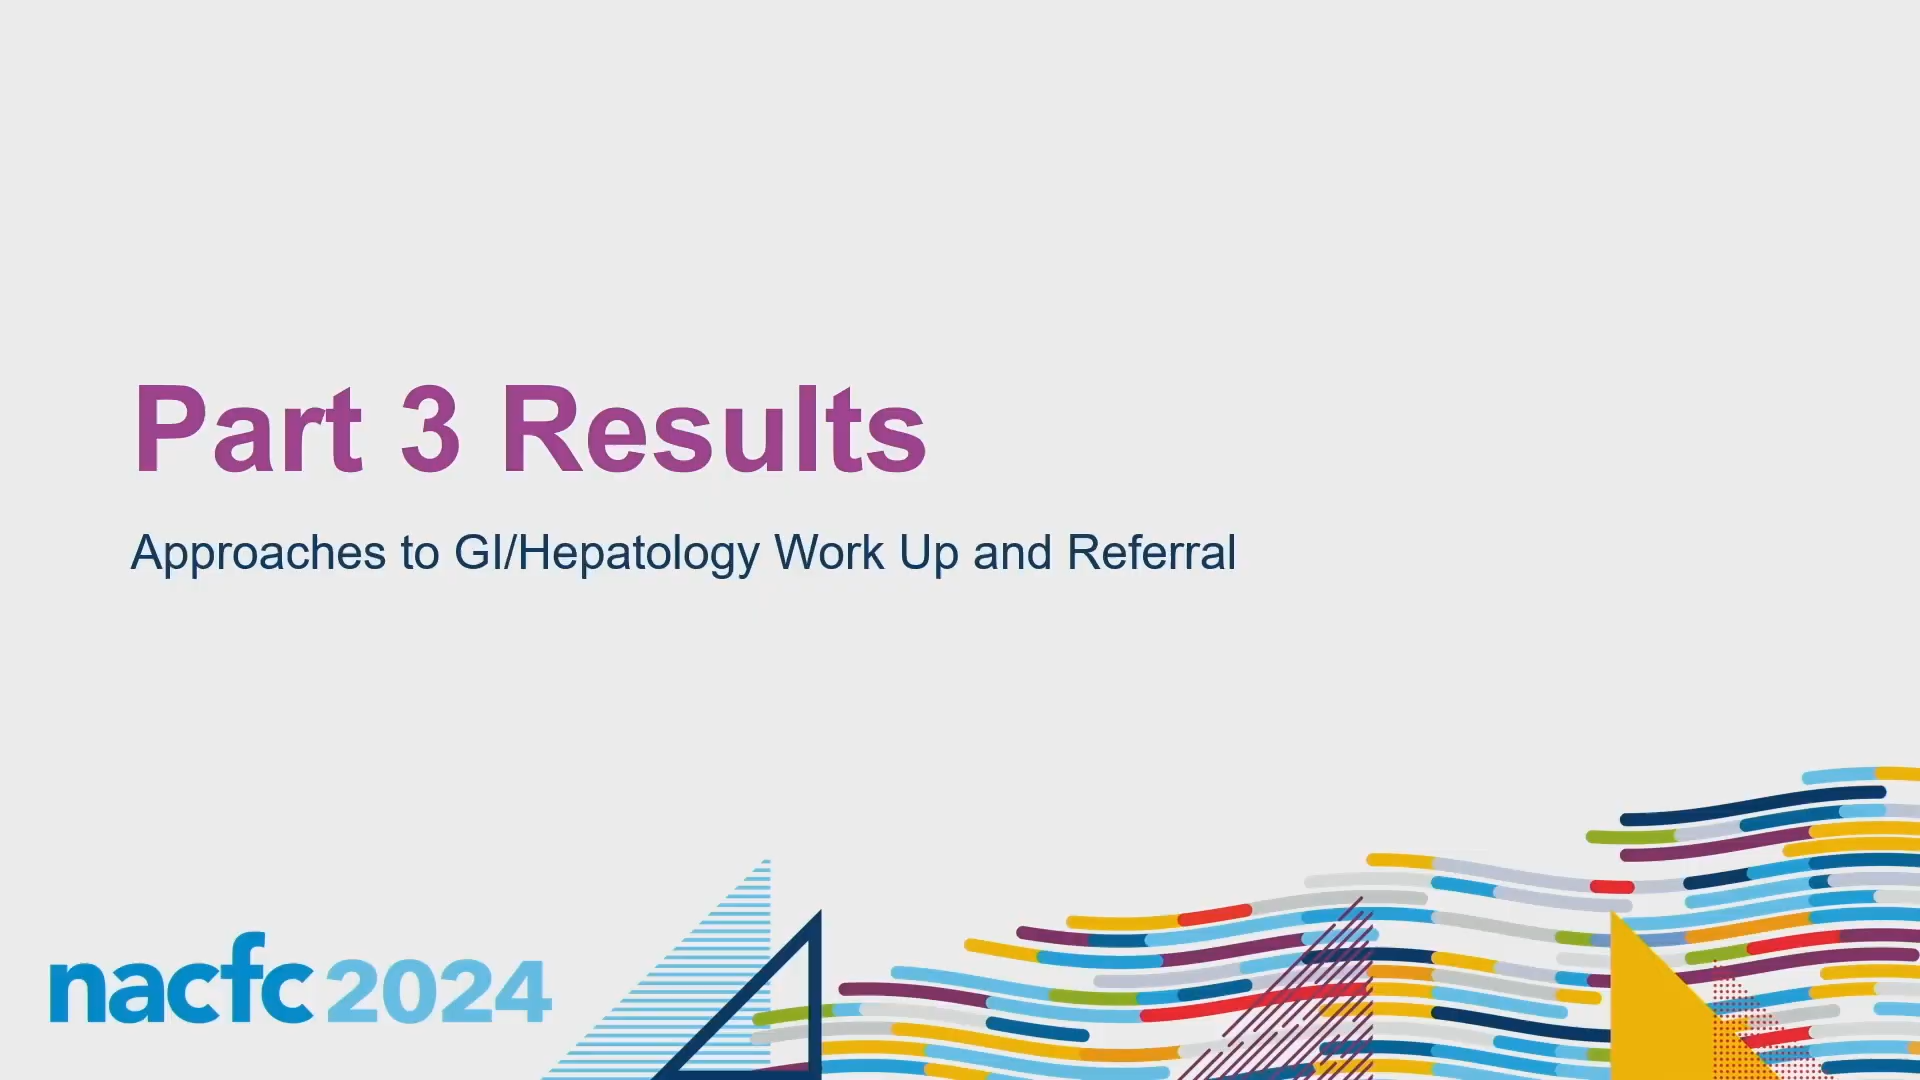 Part 3 Results
Approaches to GI/Hepatology Work Up and Referral
nacfc 2024